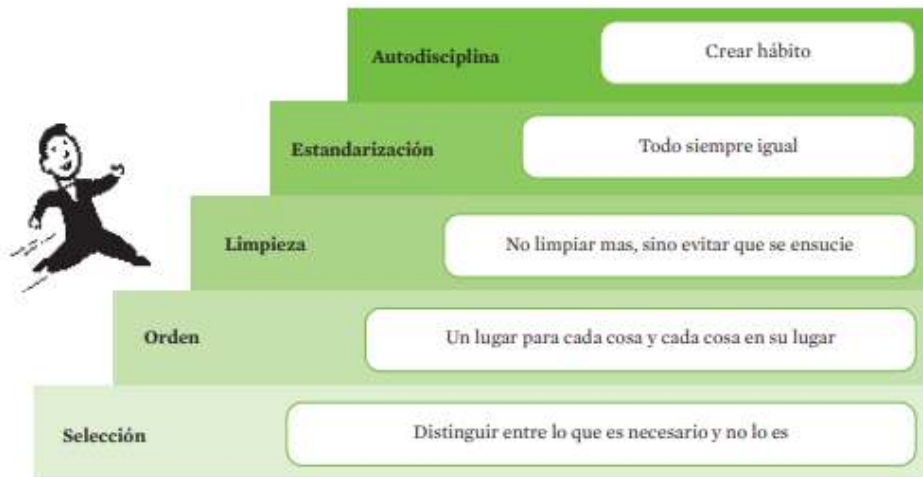 Autodisciplina
Crear hábito
Estandarización
Todo siempre igual
Limpieza
No limpiar mas, sino evitar que se ensucie
Orden
Un lugar para cada cosa y cada cosa en su lugar
Selección
Distinguir entre lo que es necesario y no lo es